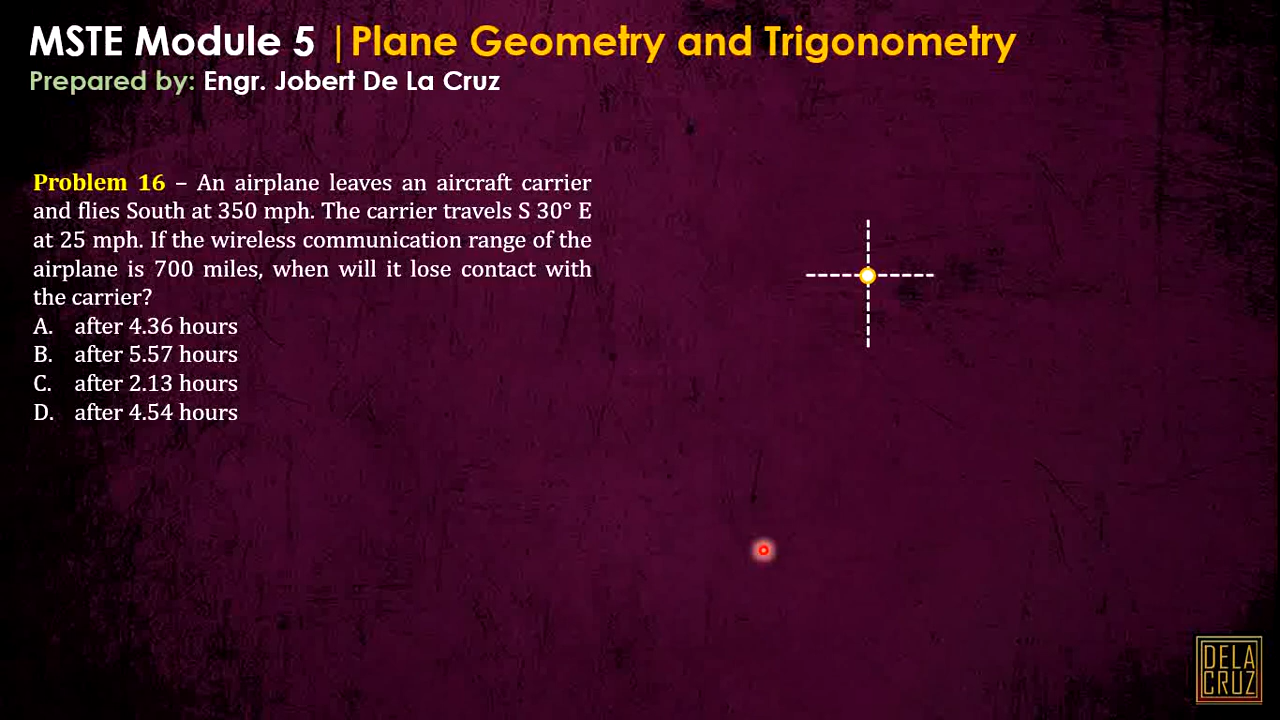 MSTE Module 5 | Plane Geometry and Trigonometry
Prepared by: Engr. Jobert De La Cruz
Problem 16 – An airplane leaves an aircraft carrier
and flies South at 350 mph. The carrier travels S 30° E
at 25 mph. If the wireless communication range of the
airplane is 700 miles, when will it lose contact with
the carrier?
A. after 4.36 hours
B. after 5.57 hours
C. after 2.13 hours
D. after 4.54 hours
DELA
CRUZ